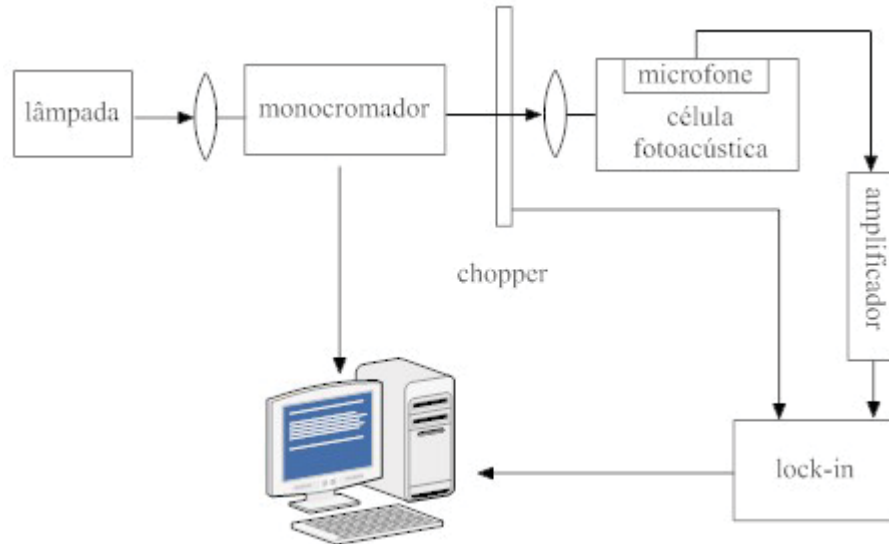 lâmpada
monocromador
microfone
célula
fotoacústica
amplificador
chopper
lock-in